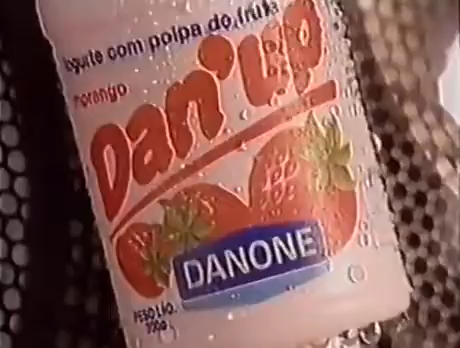 iogurte com polpa de fruta
morango
Dan'up
DANONE
PESO LÍQ.
200g